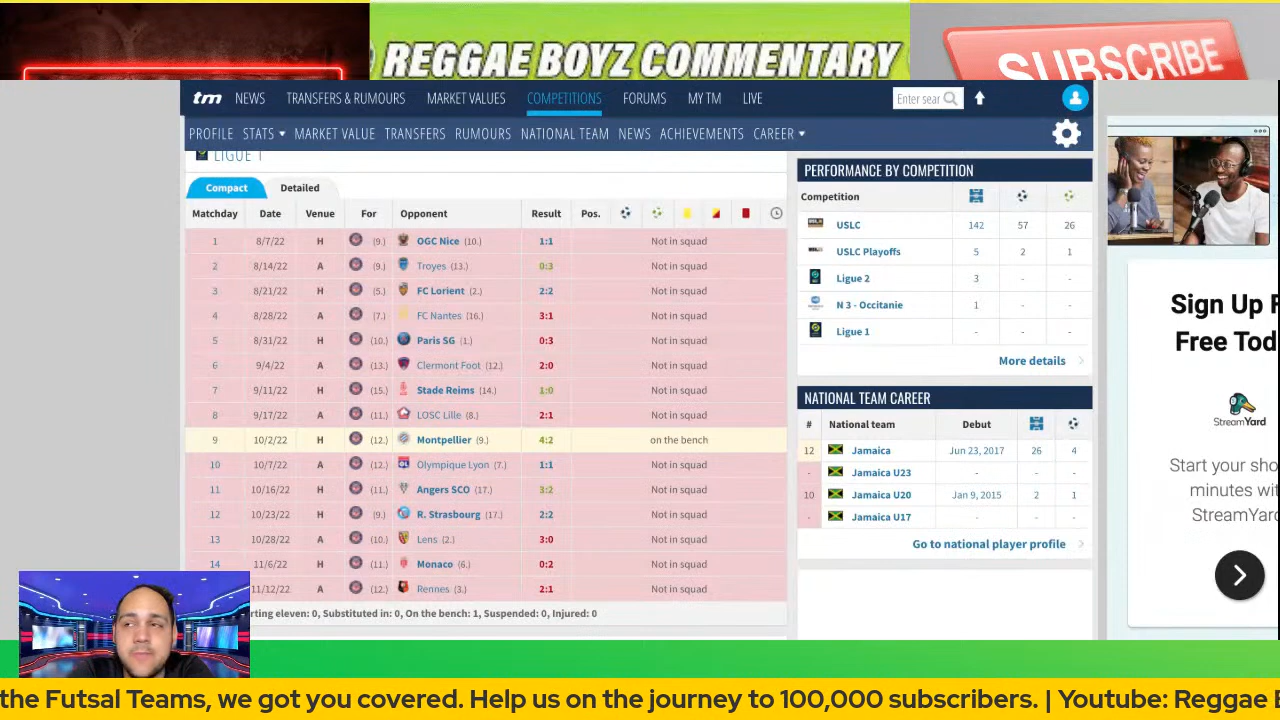 REGGAE BOYZ COMMENTARY
SUBSCRIBE
tm NEWS TRANSFERS & RUMOURS MARKET VALUES COMPETITIONS FORUMS MY TM LIVE Enter sear
PROFILE STATS MARKET VALUE TRANSFERS RUMOURS NATIONAL TEAM NEWS ACHIEVEMENTS CAREER
LIGUE 1
Compact Detailed
Matchday Date Venue For Opponent Result Pos.
1 8/7/22 H (9.) OGC Nice (10.) 1:1 Not in squad
2 8/14/22 A (9.) Troyes (13.) 0:3 Not in squad
3 8/21/22 H (5.) FC Lorient (2.) 2:2 Not in squad
4 8/28/22 A (7.) FC Nantes (16.) 3:1 Not in squad
5 8/31/22 H (10.) Paris SG (1.) 0:3 Not in squad
6 9/4/22 A (13.) Clermont Foot (12.) 2:0 Not in squad
7 9/11/22 H (15.) Stade Reims (14.) 1:0 Not in squad
8 9/17/22 A (11.) LOSC Lille (8.) 2:1 Not in squad
9 10/2/22 H (12.) Montpellier (9.) 4:2 on the bench
10 10/7/22 A (12.) Olympique Lyon (7.) 1:1 Not in squad
11 10/16/22 H (11.) Angers SCO (17.) 3:2 Not in squad
12 10/23/22 H (9.) R. Strasbourg (17.) 2:2 Not in squad
13 10/28/22 A (10.) Lens (2.) 3:0 Not in squad
14 11/6/22 H (11.) Monaco (6.) 0:2 Not in squad
11/12/22 A (12.) Rennes (3.) 2:1 Not in squad
rting eleven: 0, Substituted in: 0, On the bench: 1, Suspended: 0, Injured: 0
PERFORMANCE BY COMPETITION
Competition
USLC 142 57 26
USLC Playoffs 5 2 1
Ligue 2 3 - -
N 3 - Occitanie 1 - -
Ligue 1 - - -
More details
NATIONAL TEAM CAREER
# National team Debut
12 Jamaica Jun 23, 2017 26 4
- Jamaica U23 - - -
10 Jamaica U20 Jan 9, 2015 2 1
- Jamaica U17 - - -
Go to national player profile
Sign Up F
Free Tod
StreamYard
Start your sho
minutes wit
StreamYar
the Futsal Teams, we got you covered. Help us on the journey to 100,000 subscribers. | Youtube: Reggae B